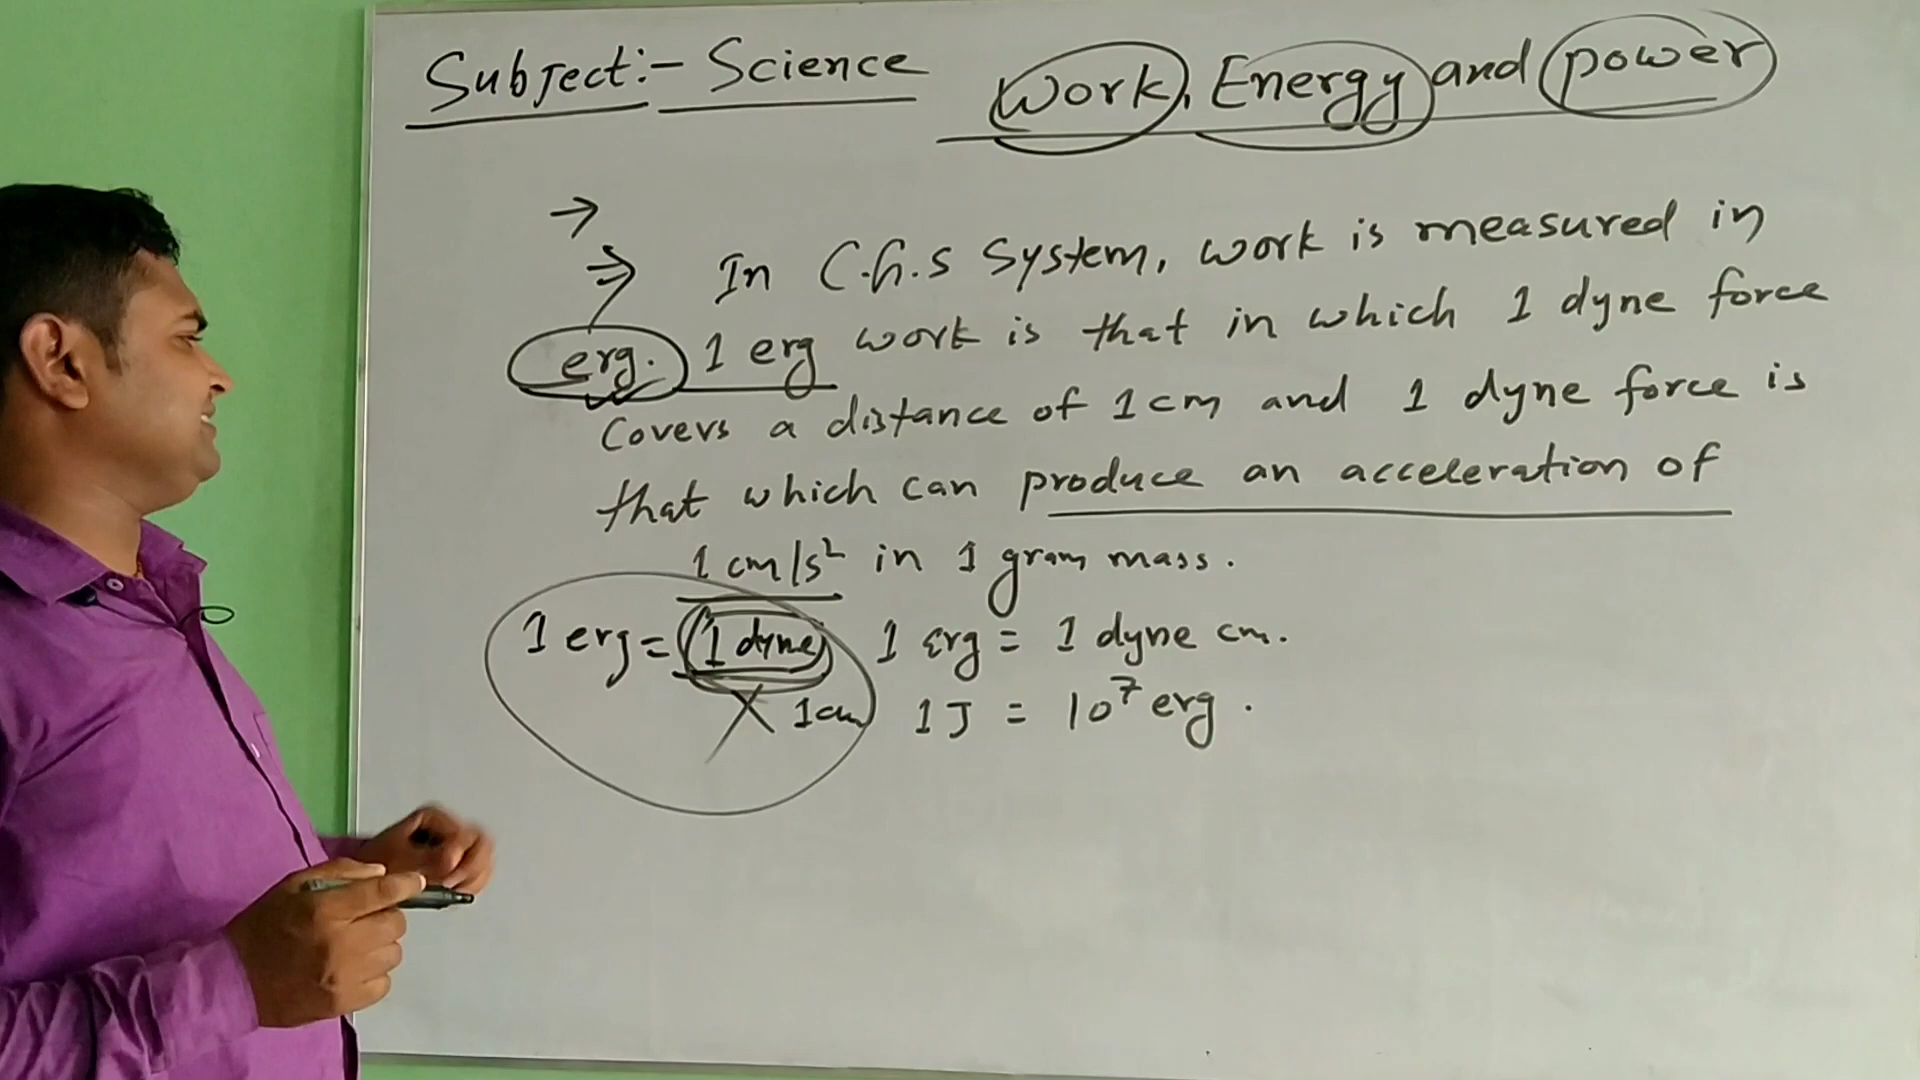 Subject:- Science
Work, Energy and power
→
⇒ In C.G.S System, work is measured in
erg. 1 erg work is that in which 1 dyne force
covers a distance of 1cm and 1 dyne force is
that which can produce an acceleration of
1 cm/s² in 1 gram mass.
1 erg = 1 dyne
× 1cm
1 erg = 1 dyne cm.
1J = 10⁷ erg.